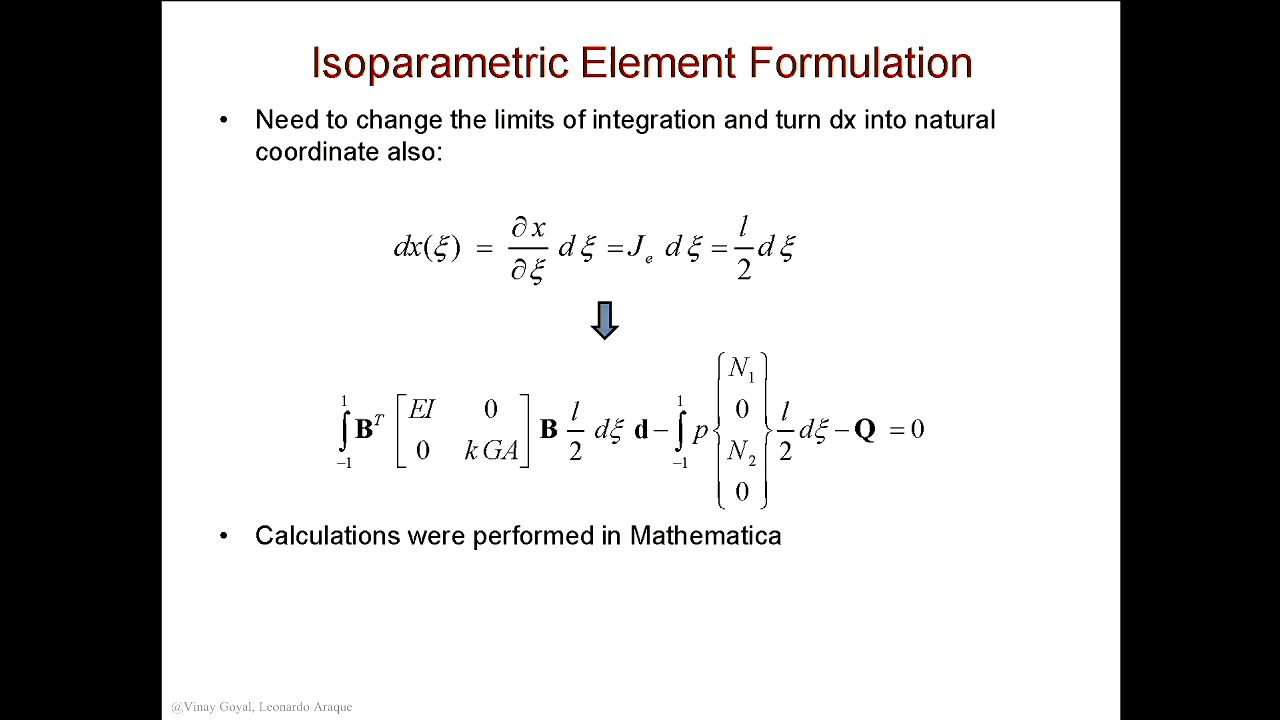 Isoparametric Element Formulation
• Need to change the limits of integration and turn dx into natural
coordinate also:
dx(ξ) = ∂x/∂ξ dξ = J_e dξ = l/2 dξ
∫_{-1}^{1} B^T [EI 0; 0 kGA] B l/2 dξ d − ∫_{-1}^{1} p {N_1; 0; N_2; 0} l/2 dξ − Q = 0
• Calculations were performed in Mathematica
@Vinay Goyal, Leonardo Araque